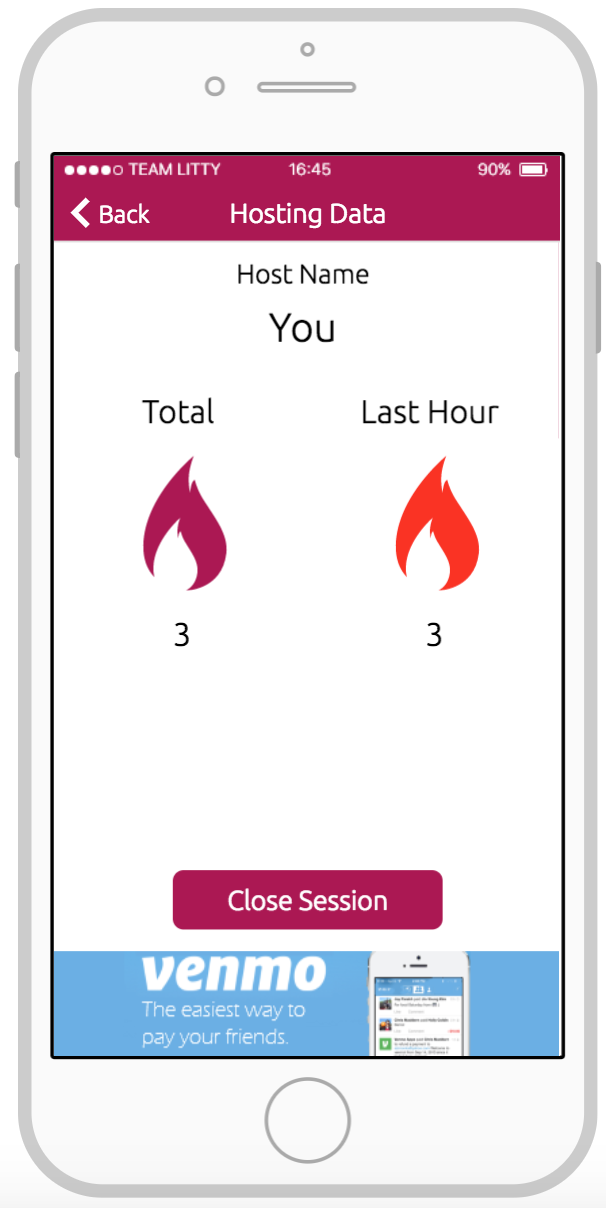 TEAM LITTY 16:45 90%
Back Hosting Data
Host Name
You
Total Last Hour
3 3
Close Session
venmo
The easiest way to
pay your friends.